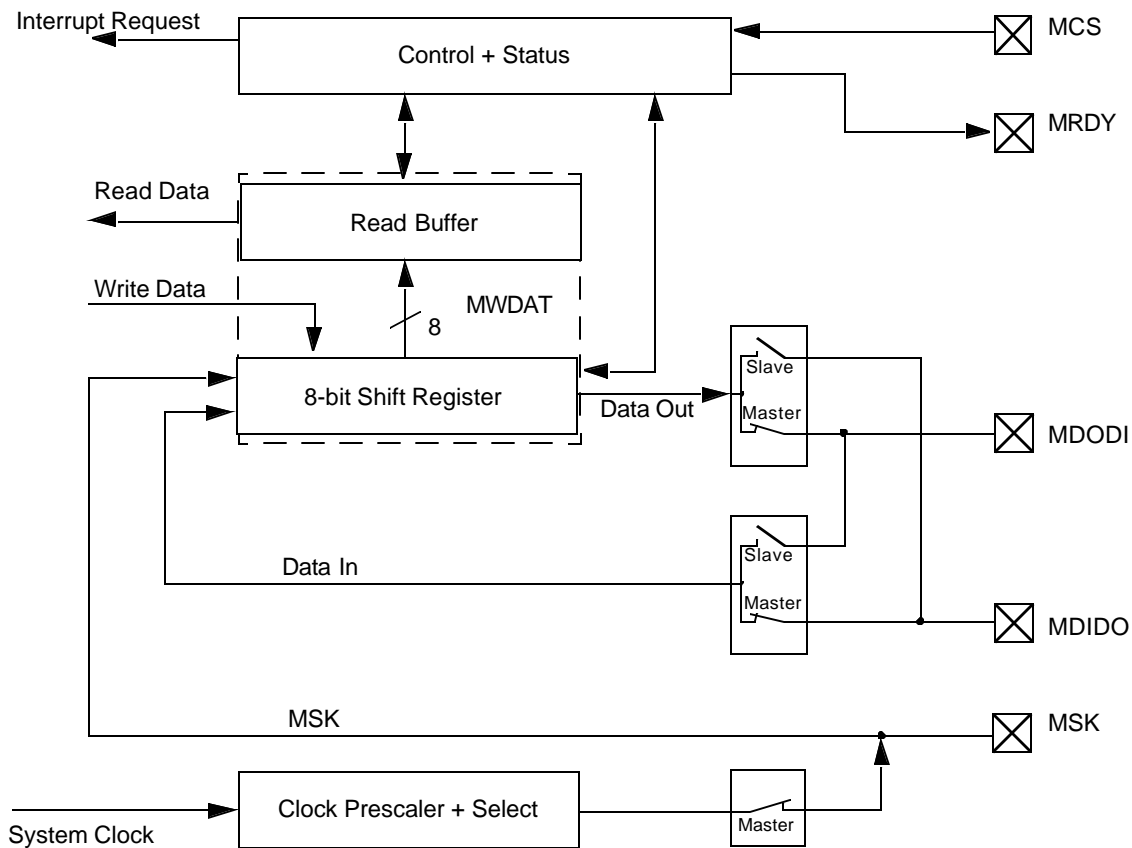 Interrupt Request
MCS
Control + Status
MRDY
Read Data
Read Buffer
Write Data
MWDAT
8
8-bit Shift Register
Data Out
Slave
Master
MDODI
Slave
Data In
Master
MDIDO
MSK
MSK
Clock Prescaler + Select
Master
System Clock